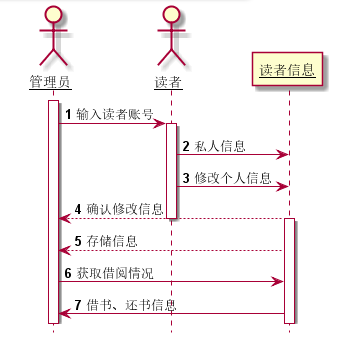 管理员
读者
读者信息
1 输入读者账号
2 私人信息
3 修改个人信息
4 确认修改信息
5 存储信息
6 获取借阅情况
7 借书、还书信息